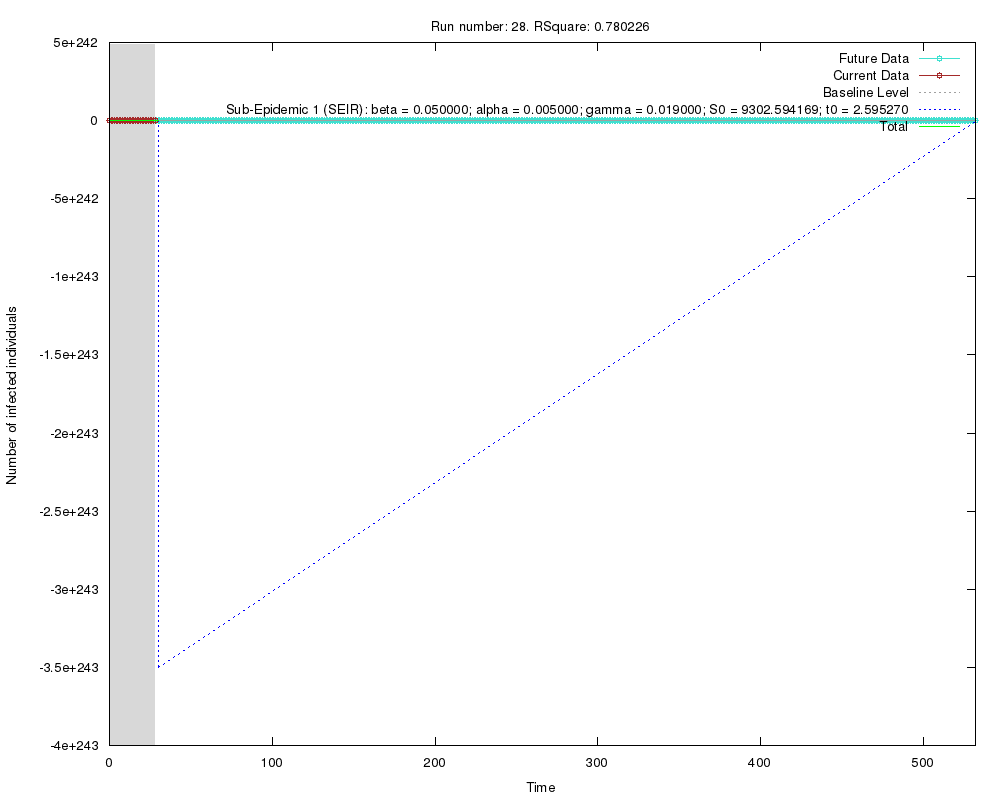 Run number: 28. RSquare: 0.780226
5e+242
Future Data
Current Data
Baseline Level
Sub-Epidemic 1 (SEIR): beta = 0.050000; alpha = 0.005000; gamma = 0.019000; S0 = 9302.594169; t0 = 2.595270
0
Total
-5e+242
-1e+243
-1.5e+243
-2e+243
-2.5e+243
-3e+243
-3.5e+243
-4e+243
Number of infected individuals
0 100 200 300 400 500
Time